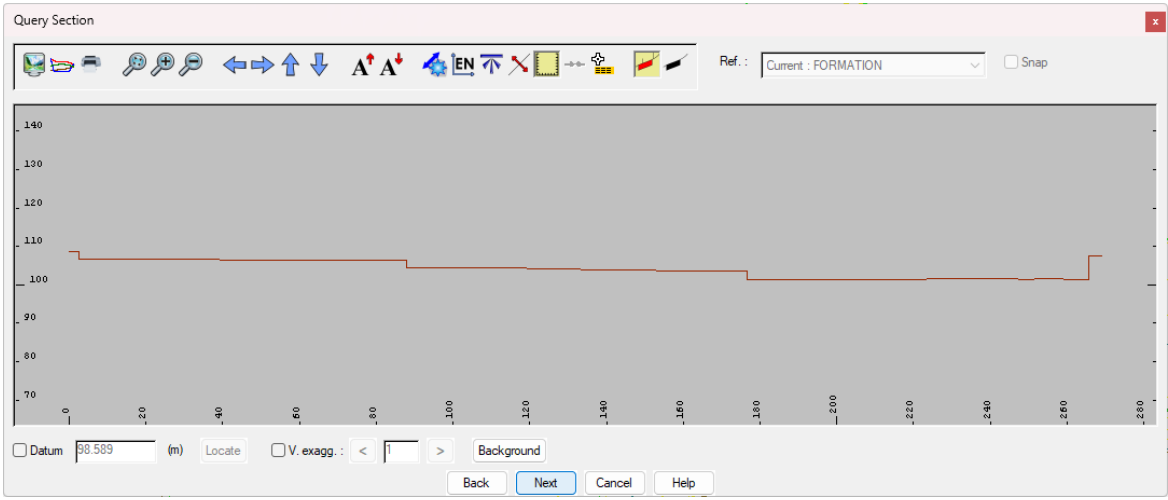 Query Section
x
A A EN Ref. : Current : FORMATION Snap
140
130
120
110
100
90
80
70
0 20 40 60 80 100 120 140 160 180 200 220 240 260 280
Datum 98.589 (m) Locate V. exagg. : < 1 > Background
Back Next Cancel Help